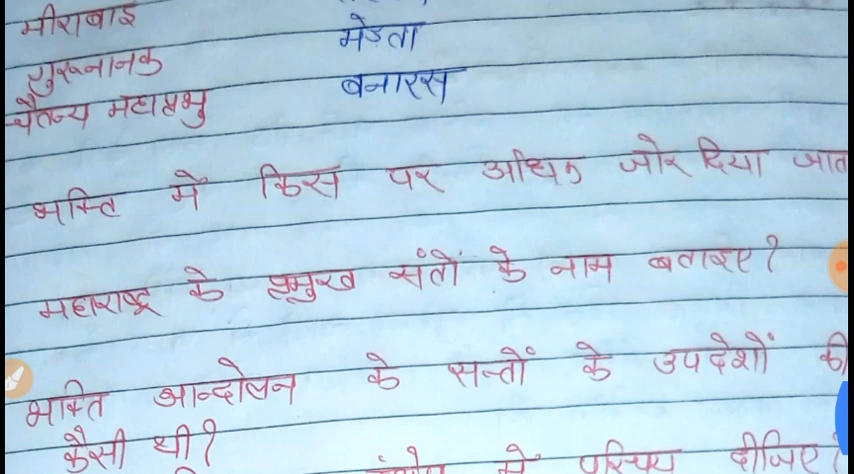 मीराबाई मेड़ता
गुरूनानक बनारस
चैतन्य महाप्रभु
भक्ति में किस पर अधिक जोर दिया जात
महाराष्ट्र के प्रमुख संतों के नाम बताइए?
भक्ति आन्दोलन के सन्तों के उपदेशों की
कैसी थी?
में परिचय दीजिए?